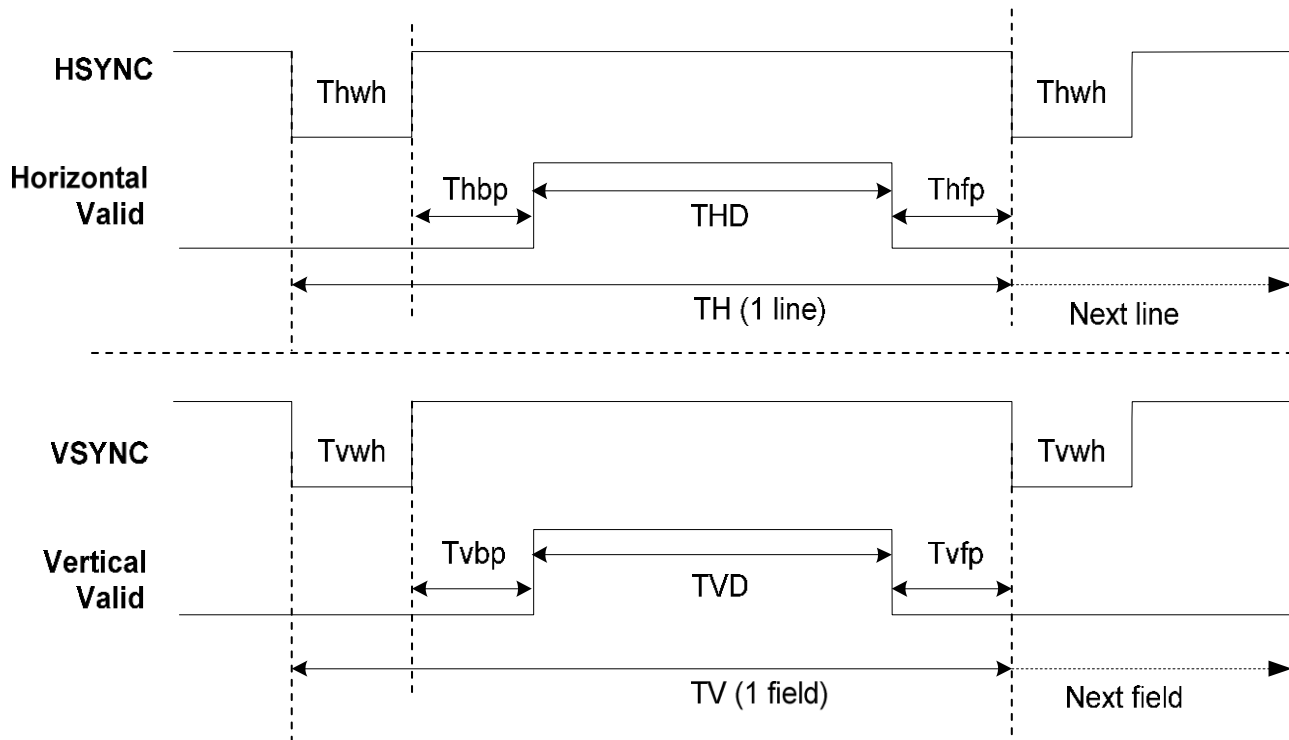 HSYNC
Thwh
Thwh
Horizontal
Valid
Thbp
THD
Thfp
TH (1 line)
Next line
VSYNC
Tvwh
Tvwh
Vertical
Valid
Tvbp
TVD
Tvfp
TV (1 field)
Next field